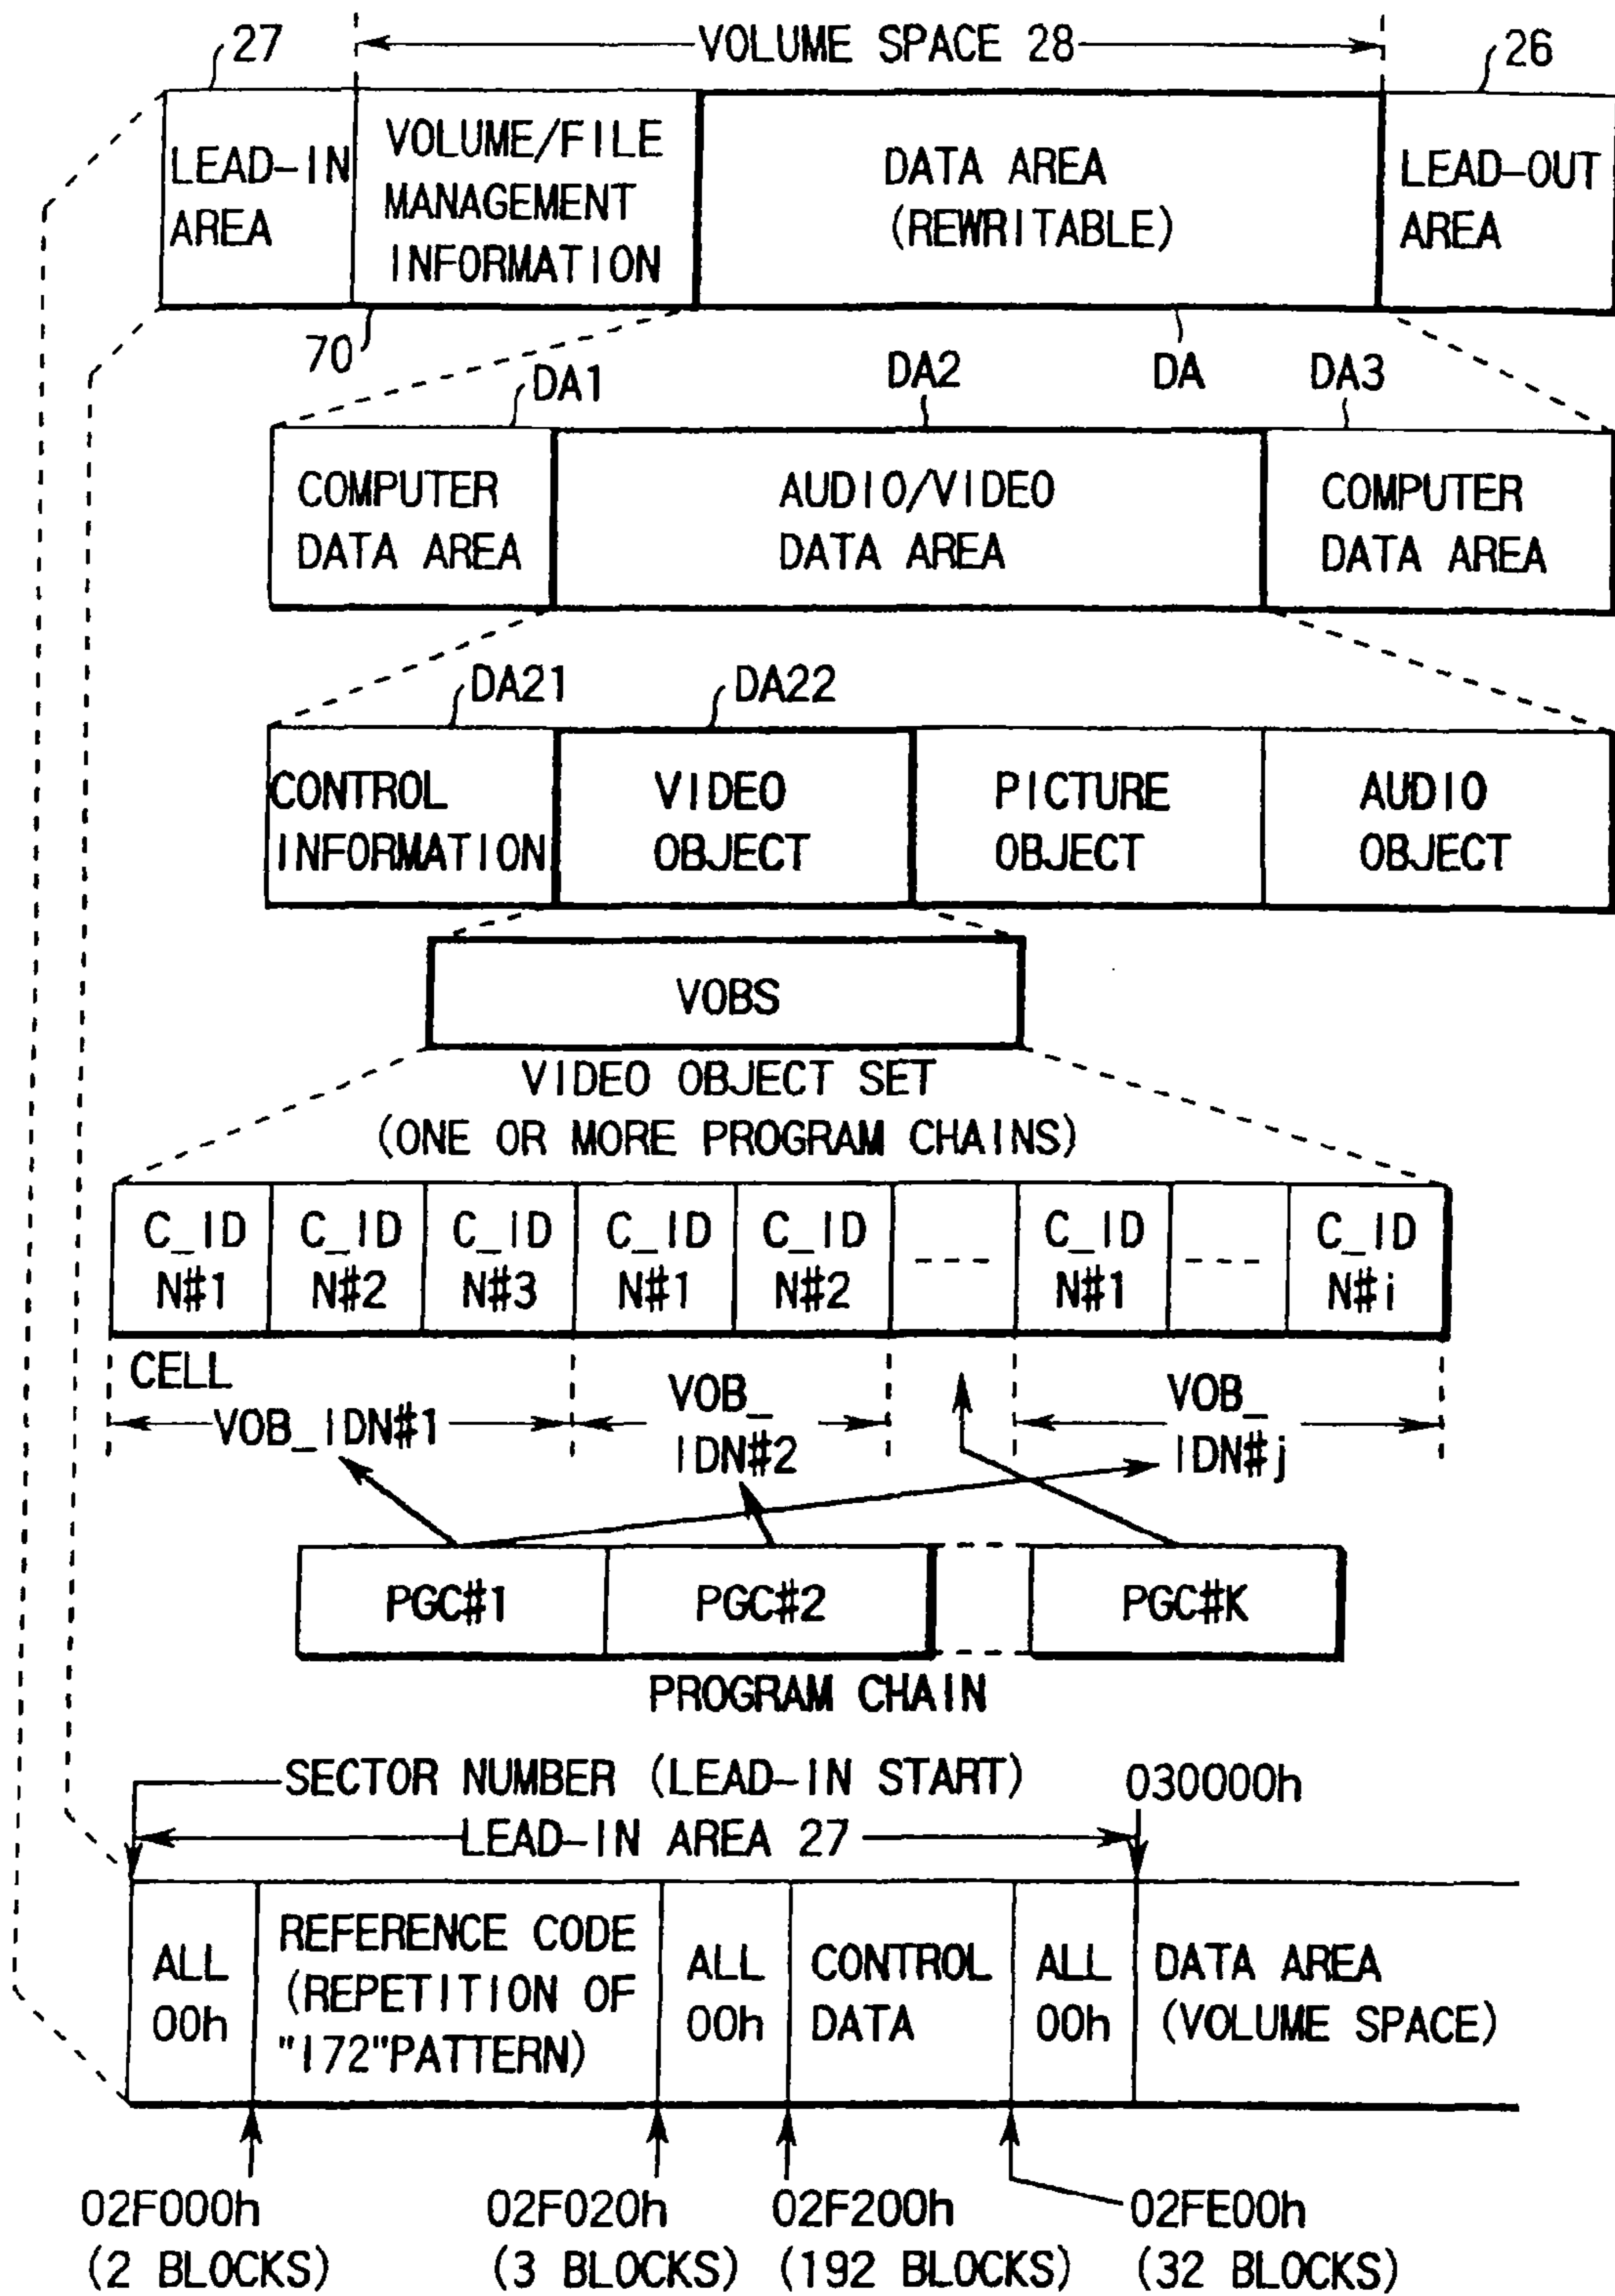 27
VOLUME SPACE 28
26
LEAD-IN
AREA
VOLUME/FILE
MANAGEMENT
INFORMATION
DATA AREA
(REWRITABLE)
LEAD-OUT
AREA
70
DA1
DA2
DA
DA3
COMPUTER
DATA AREA
AUDIO/VIDEO
DATA AREA
COMPUTER
DATA AREA
DA21
DA22
CONTROL
INFORMATION
VIDEO
OBJECT
PICTURE
OBJECT
AUDIO
OBJECT
VOBS
VIDEO OBJECT SET
(ONE OR MORE PROGRAM CHAINS)
C_ID
N#1
C_ID
N#2
C_ID
N#3
C_ID
N#1
C_ID
N#2
----
C_ID
N#1
----
C_ID
N#i
CELL
VOB_IDN#1
VOB_
IDN#2
VOB_
IDN#j
PGC#1
PGC#2
PGC#K
PROGRAM CHAIN
SECTOR NUMBER (LEAD-IN START)
030000h
LEAD-IN AREA 27
ALL
00h
REFERENCE CODE
(REPETITION OF
"172"PATTERN)
ALL
00h
CONTROL
DATA
ALL
00h
DATA AREA
(VOLUME SPACE)
02F000h
(2 BLOCKS)
02F020h
(3 BLOCKS)
02F200h
(192 BLOCKS)
02FE00h
(32 BLOCKS)